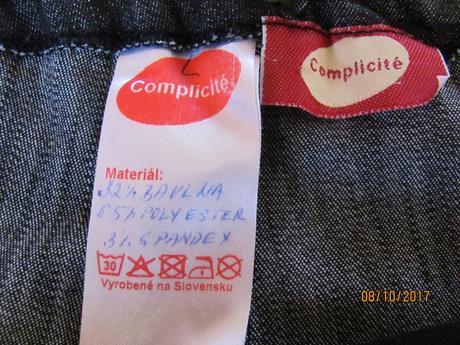 Complicité
Complicité
Materiál:
32% BAVLNA
65% POLYESTER
3% SPANDEX
30
Vyrobené na Slovensku
08/10/2017